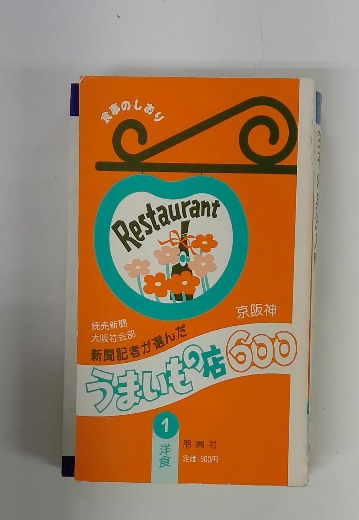 食事のしおり
Restaurant
京阪神
読売新聞
大阪社会部
新聞記者が選んだ
うまいもの店600
1
洋食
朋興社
定価 500円